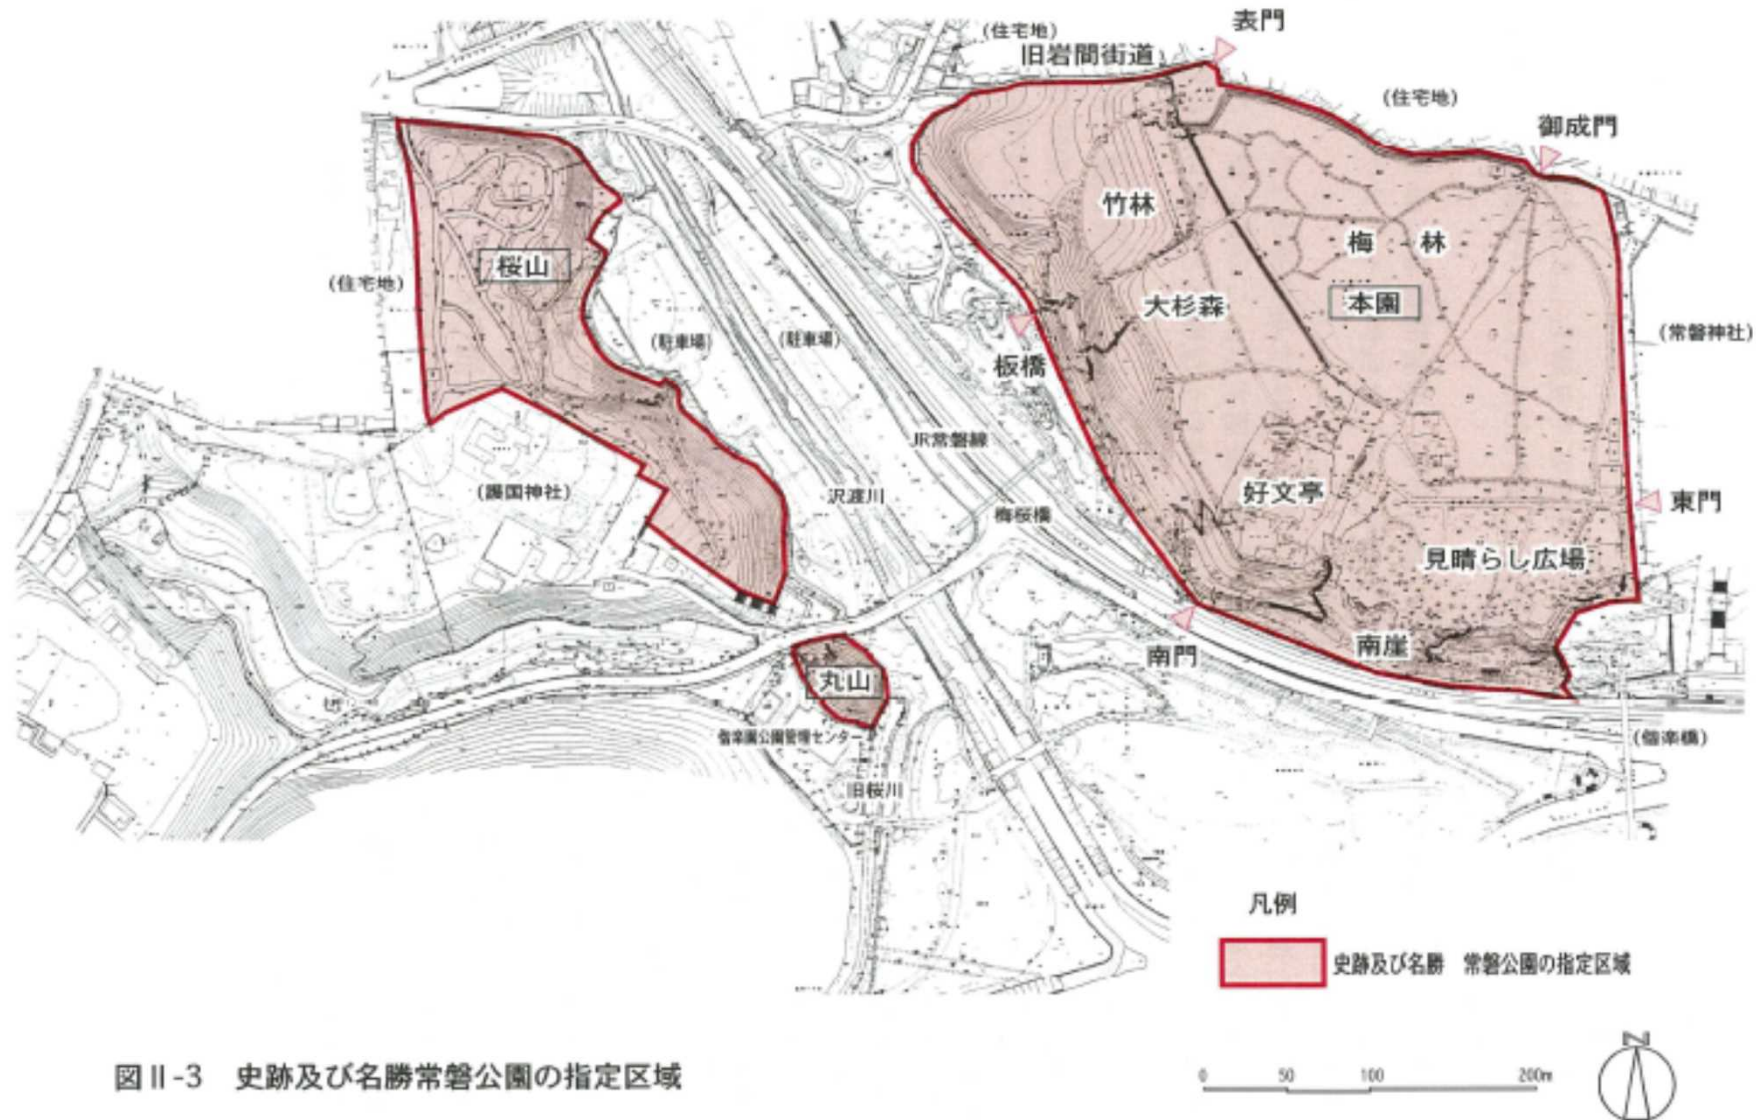 表門
(住宅地)
旧岩間街道
(住宅地)
御成門
竹林
梅 林
桜山
(住宅地)
大杉森
本園
(駐車場)
(駐車場)
(常磐神社)
板橋
JR常磐線
(護国神社)
沢渡川
好文亭
梅桜橋
東門
見晴らし広場
南門
南崖
丸山
偕楽園公園管理センター
(偕楽橋)
旧桜川
凡例
史跡及び名勝 常磐公園の指定区域
N
図Ⅱ-3 史跡及び名勝常磐公園の指定区域
0 50 100 200m